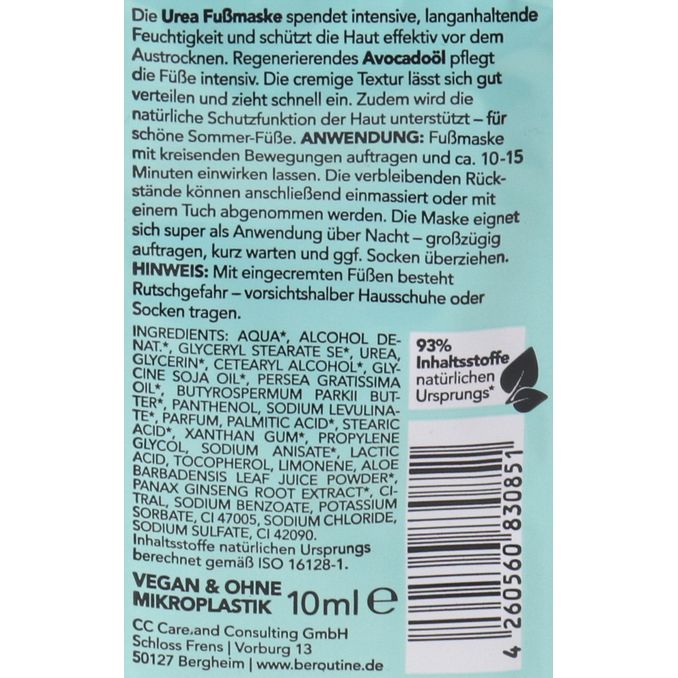 Die Urea Fußmaske spendet intensive, langanhaltende
Feuchtigkeit und schützt die Haut effektiv vor dem
Austrocknen. Regenerierendes Avocadoöl pflegt
die Füße intensiv. Die cremige Textur lässt sich gut
verteilen und zieht schnell ein. Zudem wird die
natürliche Schutzfunktion der Haut unterstützt – für
schöne Sommer-Füße. ANWENDUNG: Fußmaske
mit kreisenden Bewegungen auftragen und ca. 10-15
Minuten einwirken lassen. Die verbleibenden Rück-
stände können anschließend einmassiert oder mit
einem Tuch abgenommen werden. Die Maske eignet
sich super als Anwendung über Nacht – großzügig
auftragen, kurz warten und ggf. Socken überziehen.
HINWEIS: Mit eingecremten Füßen besteht
Rutschgefahr – vorsichtshalber Hausschuhe oder
Socken tragen.
INGREDIENTS: AQUA*, ALCOHOL DE-
NAT.*, GLYCERYL STEARATE SE*, UREA,
GLYCERIN*, CETEARYL ALCOHOL*, GLY-
CINE SOJA OIL*, PERSEA GRATISSIMA
OIL*, BUTYROSPERMUM PARKII BUT-
TER*, PANTHENOL, SODIUM LEVULINA-
TE*, PARFUM, PALMITIC ACID*, STEARIC
ACID*, XANTHAN GUM*, PROPYLENE
GLYCOL, SODIUM ANISATE*, LACTIC
ACID, TOCOPHEROL, LIMONENE, ALOE
BARBADENSIS LEAF JUICE POWDER*,
PANAX GINSENG ROOT EXTRACT*, CI-
TRAL, SODIUM BENZOATE, POTASSIUM
SORBATE, CI 47005, SODIUM CHLORIDE,
SODIUM SULFATE, CI 42090.
Inhaltsstoffe natürlichen Ursprungs
berechnet gemäß ISO 16128-1.
VEGAN & OHNE
MIKROPLASTIK 10ml e
CC Care and Consulting GmbH
Schloss Frens | Vorburg 13
50127 Bergheim | www.beroutine.de
93%
Inhaltsstoffe
natürlichen
Ursprungs*
4 260560 830851